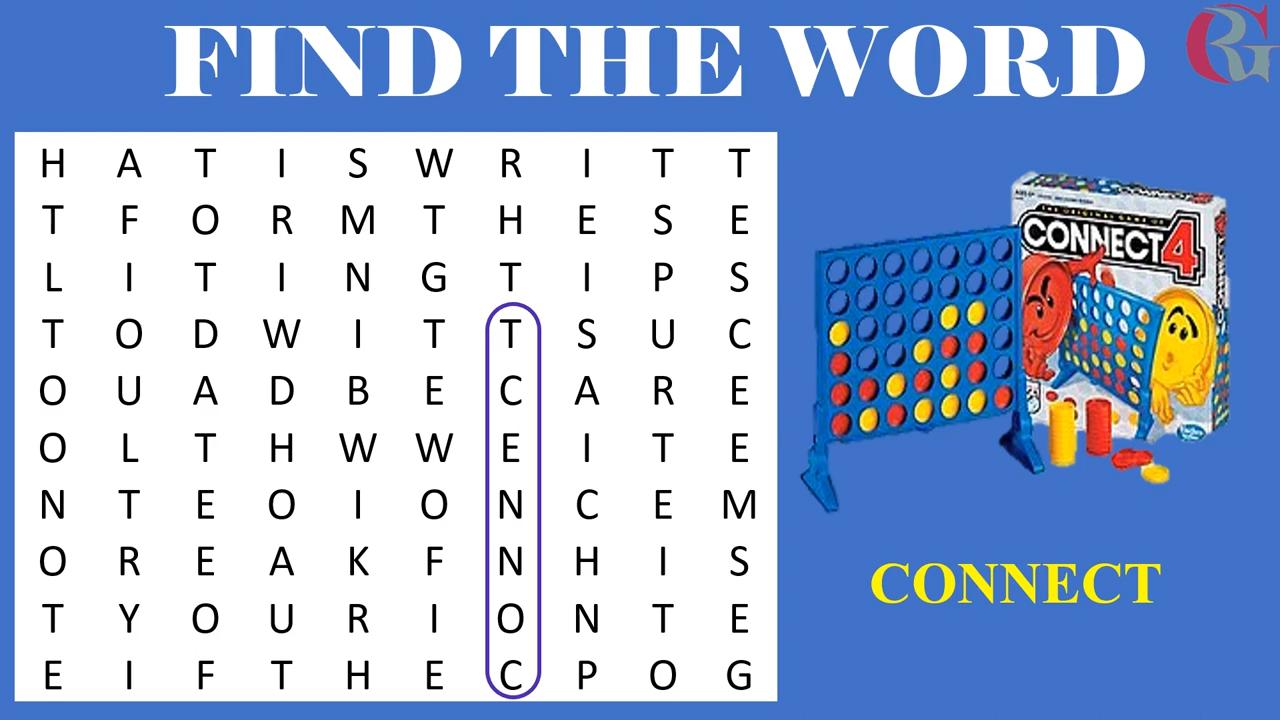 FIND THE WORD
H A T I S W R I T T
T F O R M T H E S E
L I T I N G T I P S
T O D W I T T S U C
O U A D B E C A R E
O L T H W W E I T E
N T E O I O N C E M
O R E A K F N H I S
T Y O U R I O N T E
E I F T H E C P O G
CONNECT 4
CONNECT